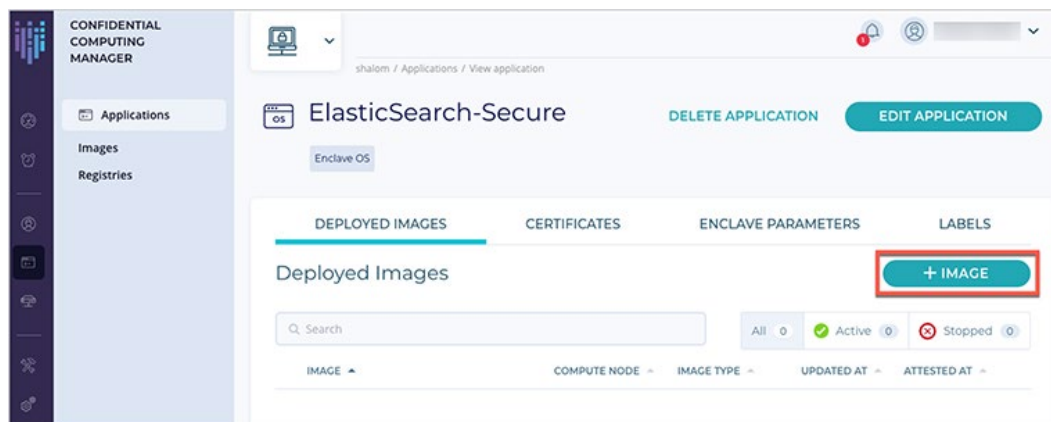 CONFIDENTIAL
COMPUTING
MANAGER
Applications
Images
Registries
shalom / Applications / View application
1
OS
ElasticSearch-Secure
DELETE APPLICATION
EDIT APPLICATION
Enclave OS
DEPLOYED IMAGES
CERTIFICATES
ENCLAVE PARAMETERS
LABELS
Deployed Images
+ IMAGE
Search
All 0
Active 0
Stopped 0
IMAGE
COMPUTE NODE
IMAGE TYPE
UPDATED AT
ATTESTED AT